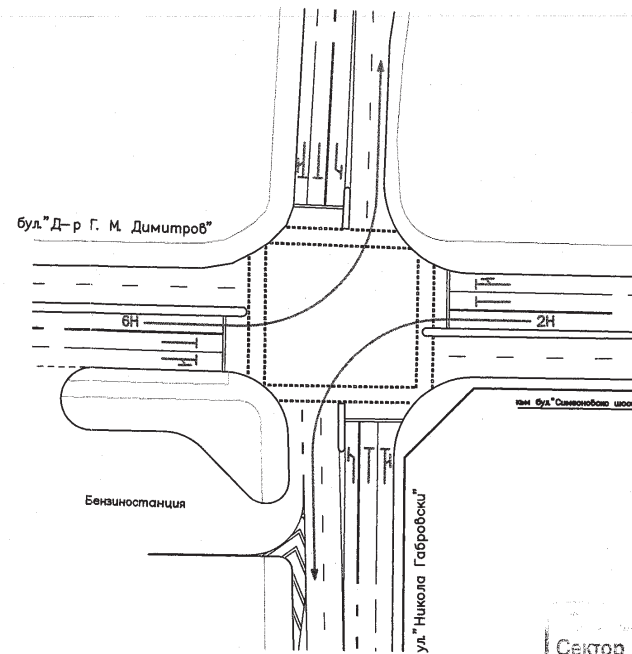 бул."Д-р Г. М. Димитров"
6Н
2Н
към бул."Симеоновско шосе
Бензиностанция
ул."Никола Габровски"
Сектор